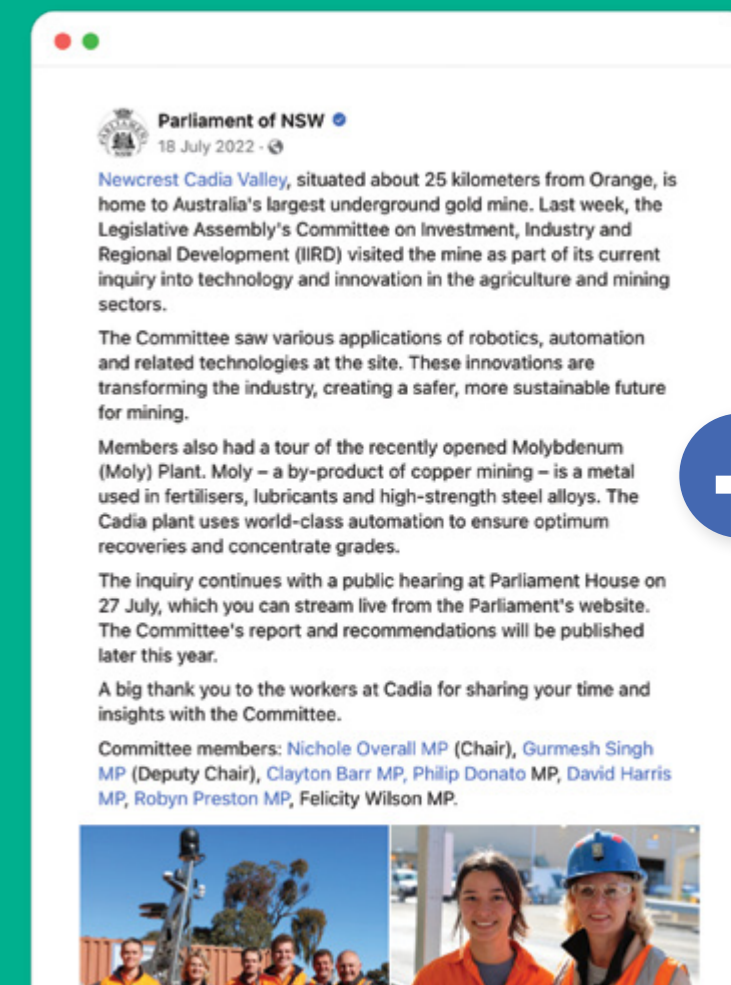 Parliament of NSW
18 July 2022 ·
Newcrest Cadia Valley, situated about 25 kilometers from Orange, is
home to Australia's largest underground gold mine. Last week, the
Legislative Assembly's Committee on Investment, Industry and
Regional Development (IIRD) visited the mine as part of its current
inquiry into technology and innovation in the agriculture and mining
sectors.
The Committee saw various applications of robotics, automation
and related technologies at the site. These innovations are
transforming the industry, creating a safer, more sustainable future
for mining.
Members also had a tour of the recently opened Molybdenum
(Moly) Plant. Moly – a by-product of copper mining – is a metal
used in fertilisers, lubricants and high-strength steel alloys. The
Cadia plant uses world-class automation to ensure optimum
recoveries and concentrate grades.
The inquiry continues with a public hearing at Parliament House on
27 July, which you can stream live from the Parliament's website.
The Committee's report and recommendations will be published
later this year.
A big thank you to the workers at Cadia for sharing your time and
insights with the Committee.
Committee members: Nichole Overall MP (Chair), Gurmesh Singh
MP (Deputy Chair), Clayton Barr MP, Philip Donato MP, David Harris
MP, Robyn Preston MP, Felicity Wilson MP.